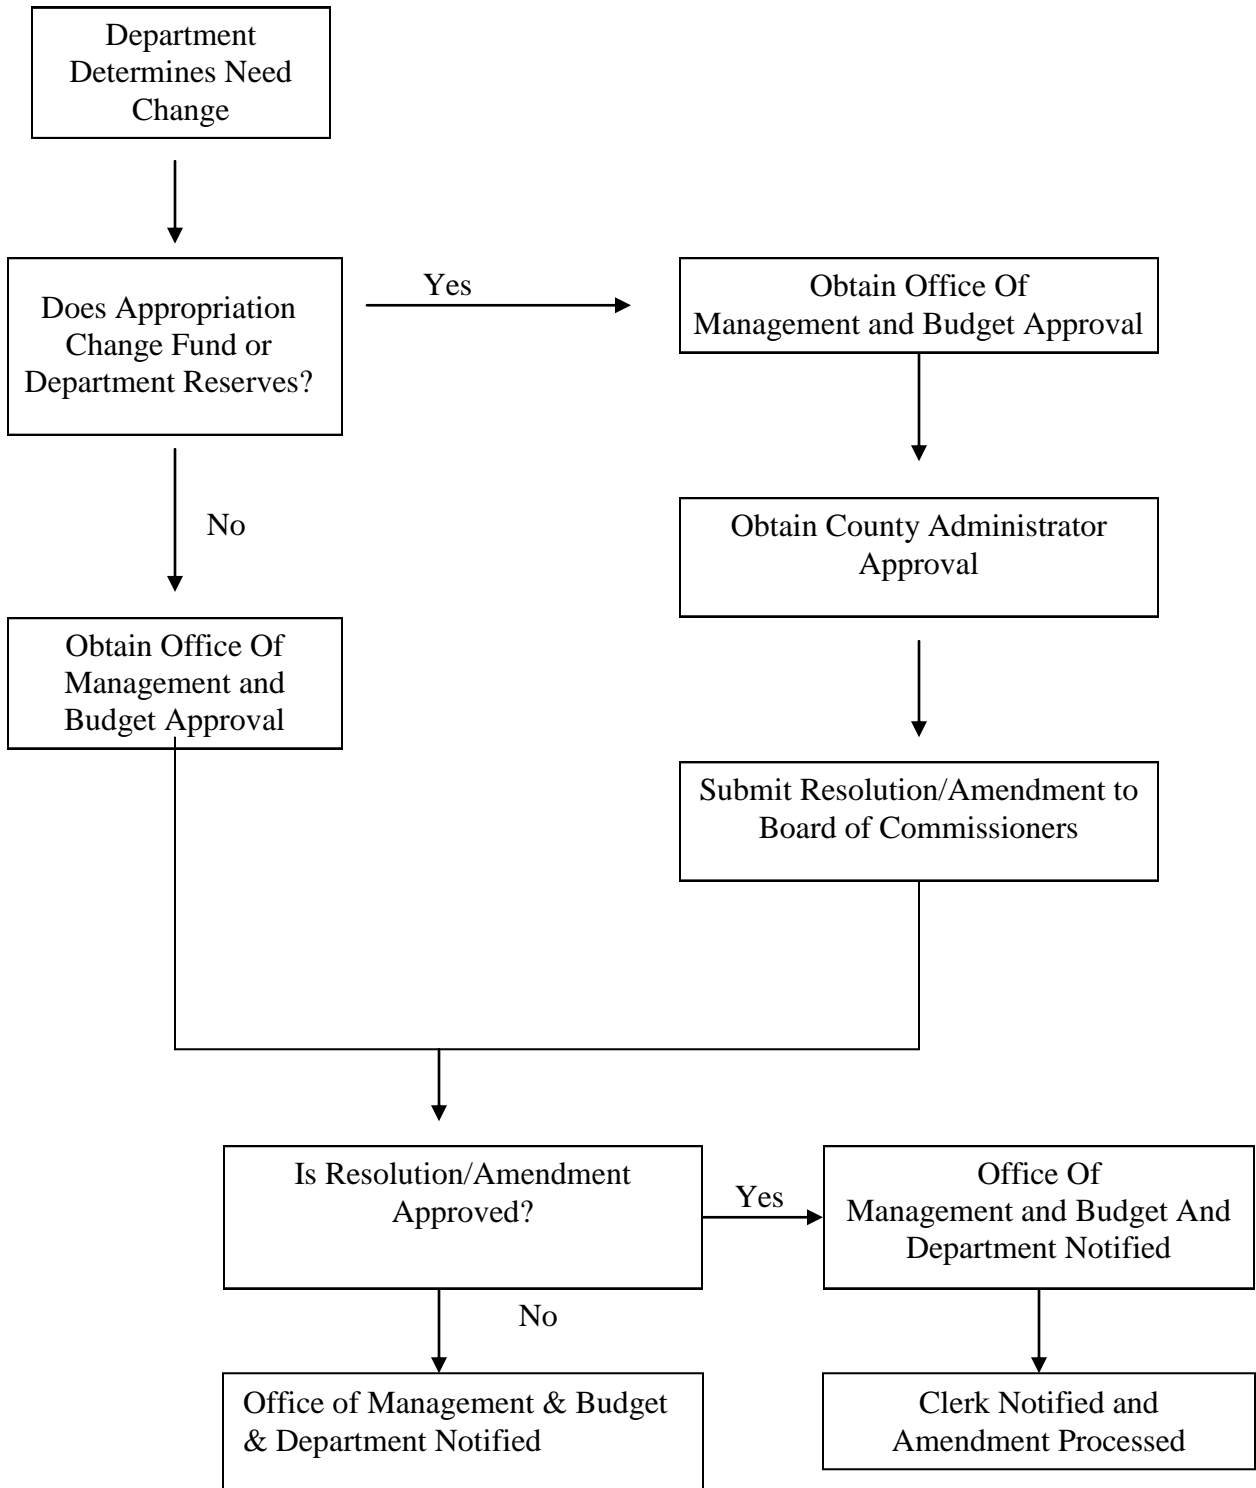 Department
Determines Need
Change
Does Appropriation
Change Fund or
Department Reserves?
Yes
Obtain Office Of
Management and Budget Approval
No
Obtain County Administrator
Approval
Obtain Office Of
Management and
Budget Approval
Submit Resolution/Amendment to
Board of Commissioners
Is Resolution/Amendment
Approved?
Yes
Office Of
Management and Budget And
Department Notified
No
Office of Management & Budget
& Department Notified
Clerk Notified and
Amendment Processed